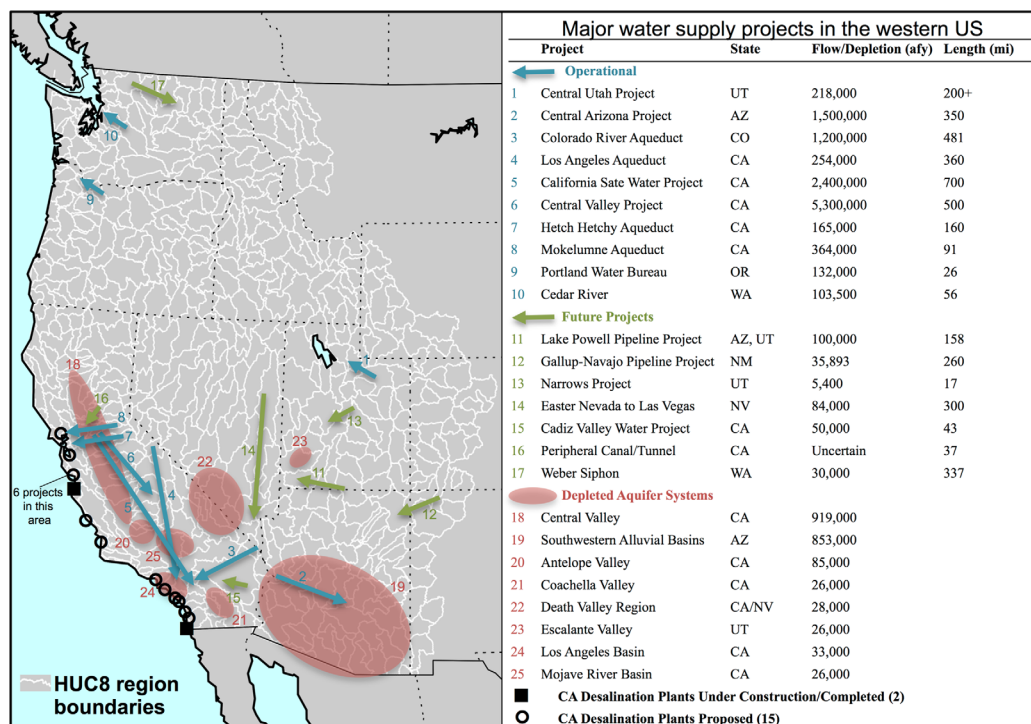 Major water supply projects in the western US
Project State Flow/Depletion (afy) Length (mi)
Operational
1 Central Utah Project UT 218,000 200+
2 Central Arizona Project AZ 1,500,000 350
3 Colorado River Aqueduct CO 1,200,000 481
4 Los Angeles Aqueduct CA 254,000 360
5 California Sate Water Project CA 2,400,000 700
6 Central Valley Project CA 5,300,000 500
7 Hetch Hetchy Aqueduct CA 165,000 160
8 Mokelumne Aqueduct CA 364,000 91
9 Portland Water Bureau OR 132,000 26
10 Cedar River WA 103,500 56
Future Projects
11 Lake Powell Pipeline Project AZ, UT 100,000 158
12 Gallup-Navajo Pipeline Project NM 35,893 260
13 Narrows Project UT 5,400 17
14 Easter Nevada to Las Vegas NV 84,000 300
15 Cadiz Valley Water Project CA 50,000 43
16 Peripheral Canal/Tunnel CA Uncertain 37
17 Weber Siphon WA 30,000 337
Depleted Aquifer Systems
18 Central Valley CA 919,000
19 Southwestern Alluvial Basins AZ 853,000
20 Antelope Valley CA 85,000
21 Coachella Valley CA 26,000
22 Death Valley Region CA/NV 28,000
23 Escalante Valley UT 26,000
24 Los Angeles Basin CA 33,000
25 Mojave River Basin CA 26,000
CA Desalination Plants Under Construction/Completed (2)
CA Desalination Plants Proposed (15)
17
10
9
1
18
16
13
8
7
14
23
6
22
11
4
6 projects
in this
area
5
12
20
25
3
2
19
24
15
21
HUC8 region
boundaries